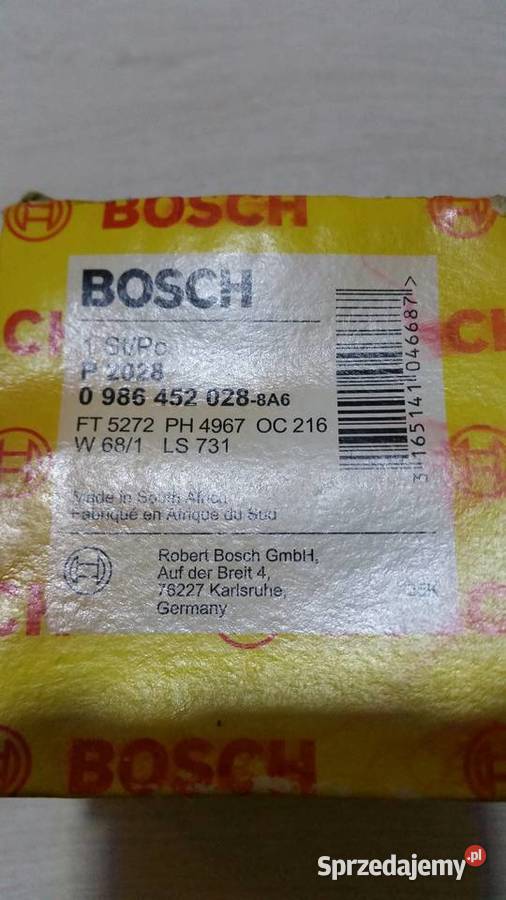 BOSCH
BOSCH
1 St/Pc
P 2028
0 986 452 028-8A6
FT 5272 PH 4967 OC 216
W 68/1 LS 731
Made in South Africa
Fabriqué en Afrique du Sud
Robert Bosch GmbH,
Auf der Breit 4,
76227 Karlsruhe,
Germany
3 165141 046687 >
BOSCH
Sprzedajemy.pl